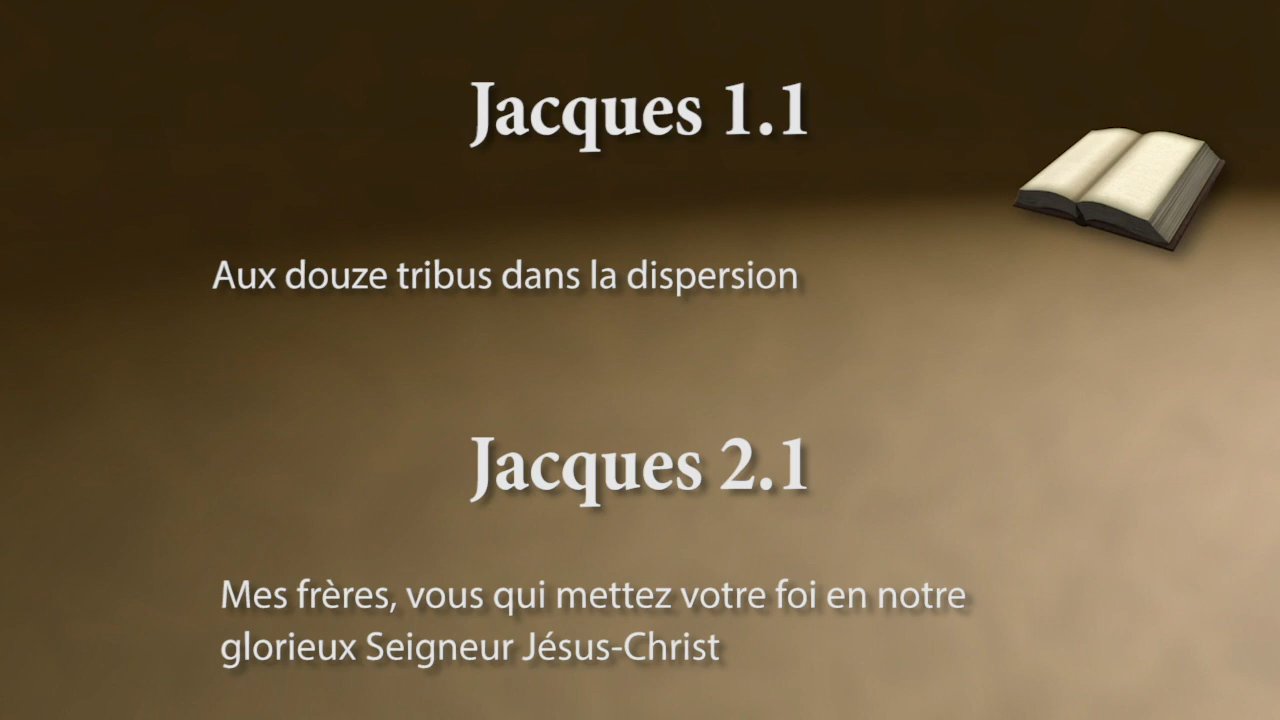 Jacques 1.1
Aux douze tribus dans la dispersion
Jacques 2.1
Mes frères, vous qui mettez votre foi en notre
glorieux Seigneur Jésus-Christ